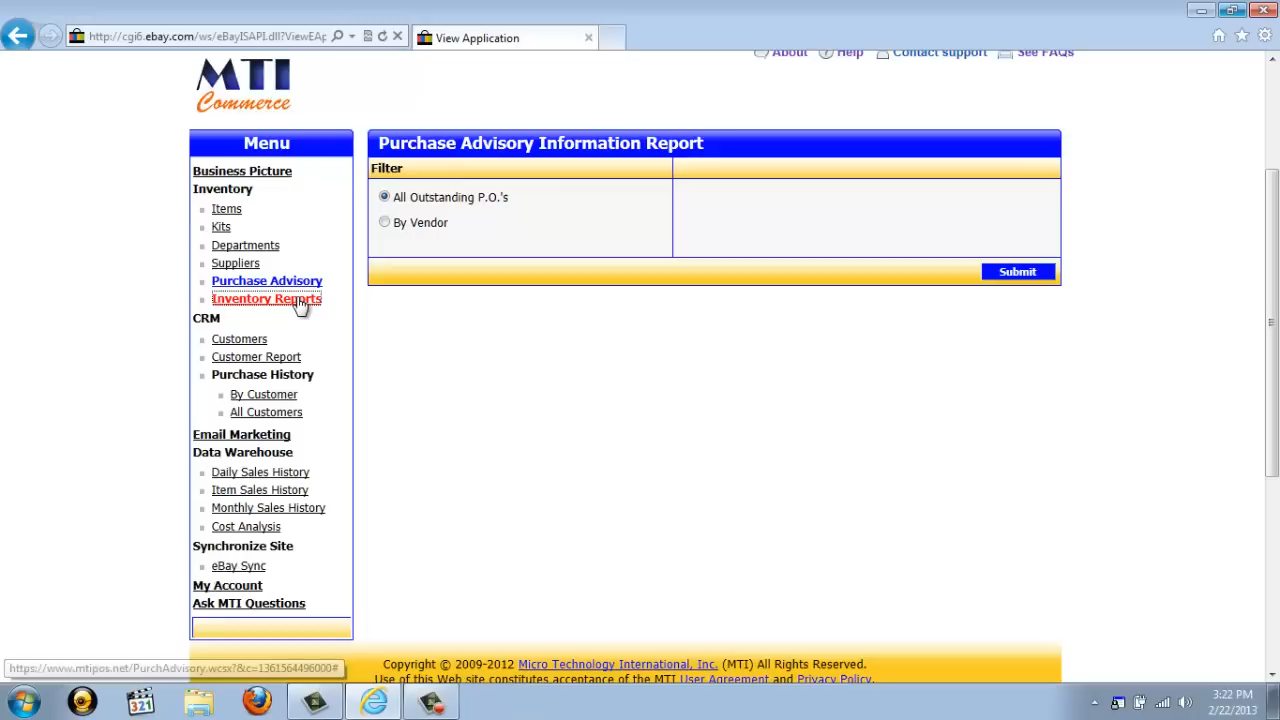 http://cgi6.ebay.com/ws/eBayISAPI.dll?ViewEAp
View Application
MTI
Commerce
About
Help
Contact support
See FAQs
Menu
Business Picture
Inventory
Items
Kits
Departments
Suppliers
Purchase Advisory
Inventory Reports
CRM
Customers
Customer Report
Purchase History
By Customer
All Customers
Email Marketing
Data Warehouse
Daily Sales History
Item Sales History
Monthly Sales History
Cost Analysis
Synchronize Site
eBay Sync
My Account
Ask MTI Questions
Purchase Advisory Information Report
Filter
All Outstanding P.O.'s
By Vendor
Submit
Copyright © 2009-2012 Micro Technology International, Inc. (MTI) All Rights Reserved.
Use of this Web site constitutes acceptance of the MTI User Agreement and Privacy Policy.
https://www.mtipos.net/PurchAdvisory.wcsx?&c=1361564496000#
321
3:22 PM
2/22/2013